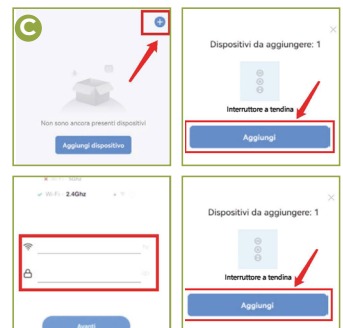 C
Non sono ancora presenti dispositivi
Aggiungi dispositivo
Dispositivi da aggiungere: 1
Interruttore a tendina
Aggiungi
Wi-Fi 2.4Ghz
Avanti
Dispositivi da aggiungere: 1
Interruttore a tendina
Aggiungi